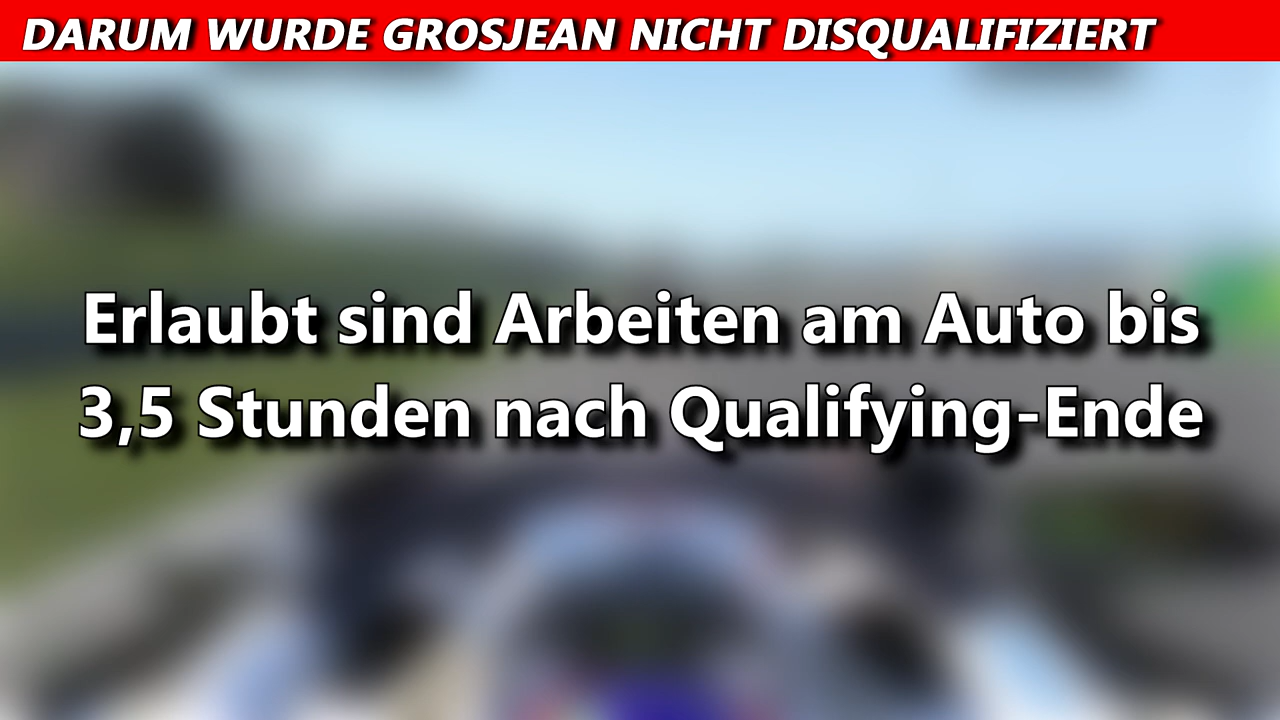 DARUM WURDE GROSJEAN NICHT DISQUALIFIZIERT
Erlaubt sind Arbeiten am Auto bis
3,5 Stunden nach Qualifying-Ende